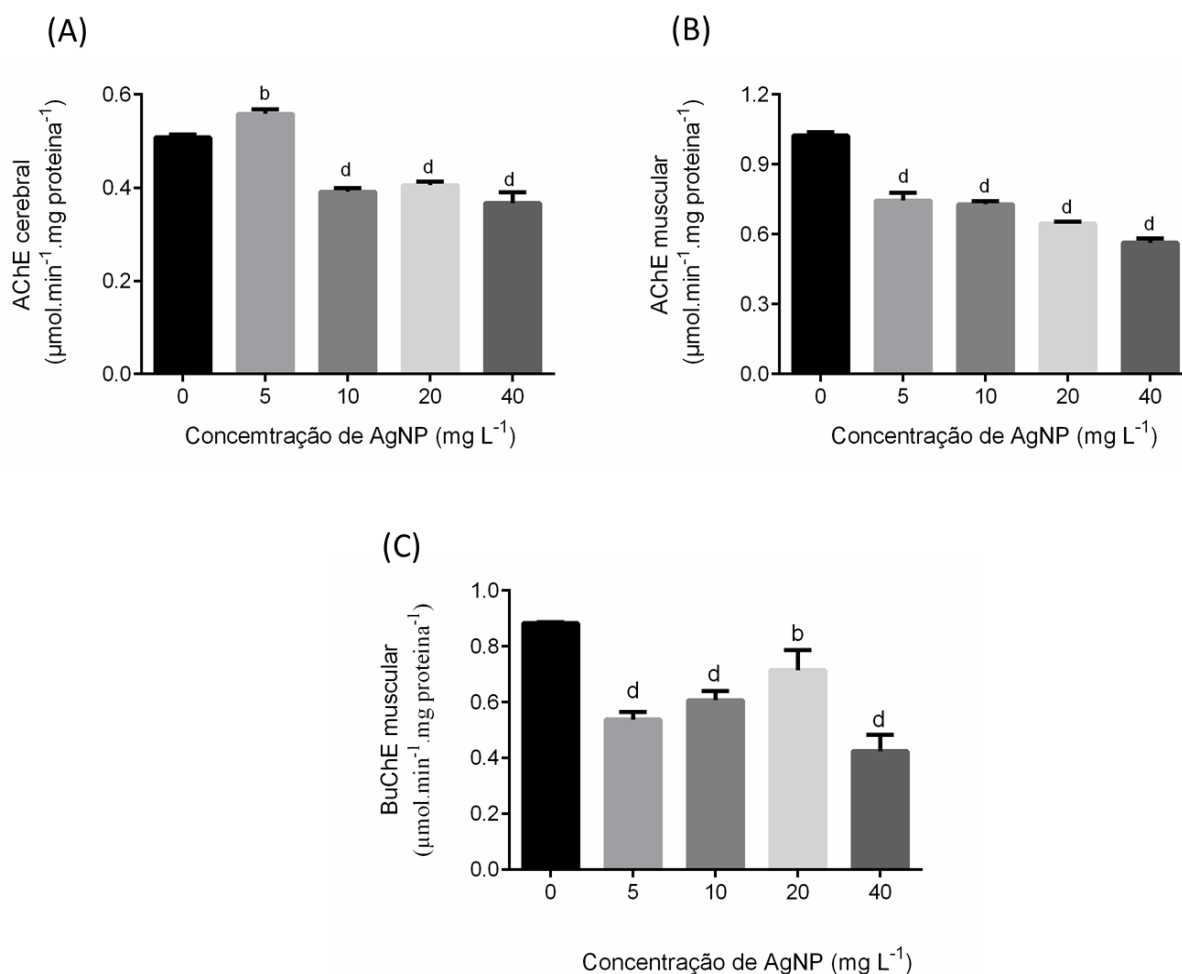 (A)
AChE cerebral
(µmol.min⁻¹.mg proteina⁻¹)
0.6
0.4
0.2
0.0
b
d
d
d
0 5 10 20 40
Concemtração de AgNP (mg L⁻¹)
(B)
AChE muscular
(µmol.min⁻¹.mg proteina⁻¹)
1.2
0.9
0.6
0.3
0.0
d
d
d
d
0 5 10 20 40
Concentração de AgNP (mg L⁻¹)
(C)
BuChE muscular
(µmol.min⁻¹.mg proteina⁻¹)
1.0
0.8
0.6
0.4
0.2
0.0
d
d
b
d
0 5 10 20 40
Concentração de AgNP (mg L⁻¹)